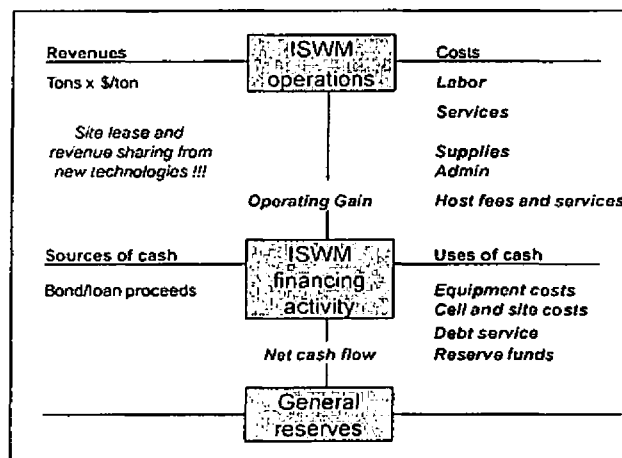 Revenues
ISWM
operations
Costs
Tons x $/ton
Labor
Services
Site lease and
revenue sharing from
new technologies !!!
Supplies
Admin
Operating Gain
Host fees and services
Sources of cash
ISWM
financing
activity
Uses of cash
Bond/loan proceeds
Equipment costs
Cell and site costs
Debt service
Net cash flow
Reserve funds
General
reserves